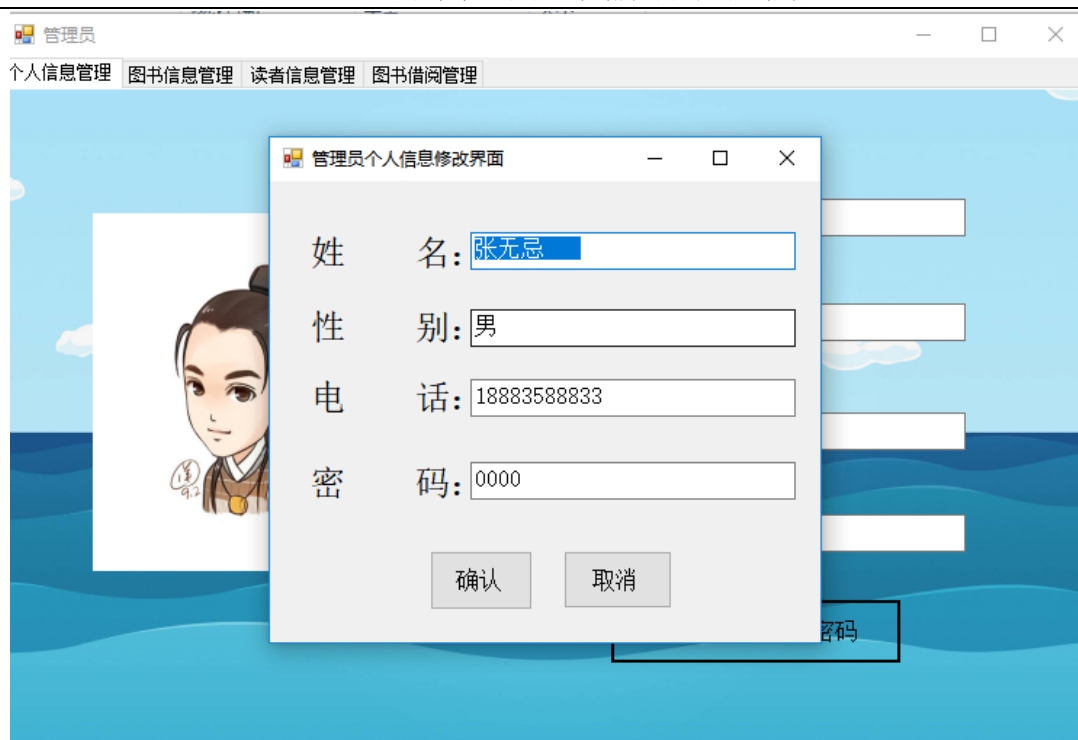 管理员
个人信息管理 图书信息管理 读者信息管理 图书借阅管理
管理员个人信息修改界面
姓 名：张无忌
性 别：男
电 话：18883588833
密 码：0000
确认 取消
密码
9.2